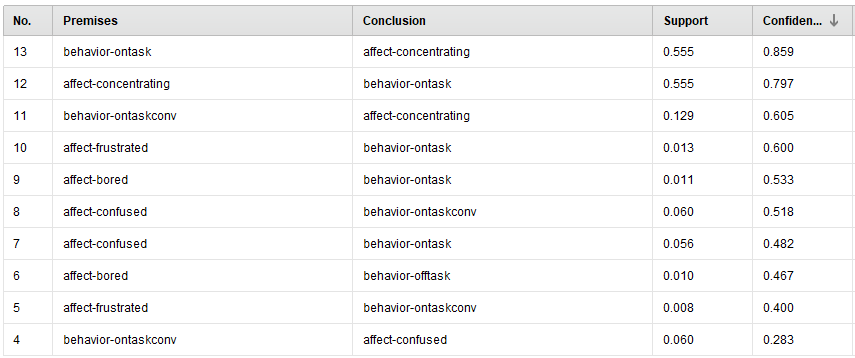 No. Premises Conclusion Support Confiden...
13 behavior-ontask affect-concentrating 0.555 0.859
12 affect-concentrating behavior-ontask 0.555 0.797
11 behavior-ontaskconv affect-concentrating 0.129 0.605
10 affect-frustrated behavior-ontask 0.013 0.600
9 affect-bored behavior-ontask 0.011 0.533
8 affect-confused behavior-ontaskconv 0.060 0.518
7 affect-confused behavior-ontask 0.056 0.482
6 affect-bored behavior-offtask 0.010 0.467
5 affect-frustrated behavior-ontaskconv 0.008 0.400
4 behavior-ontaskconv affect-confused 0.060 0.283